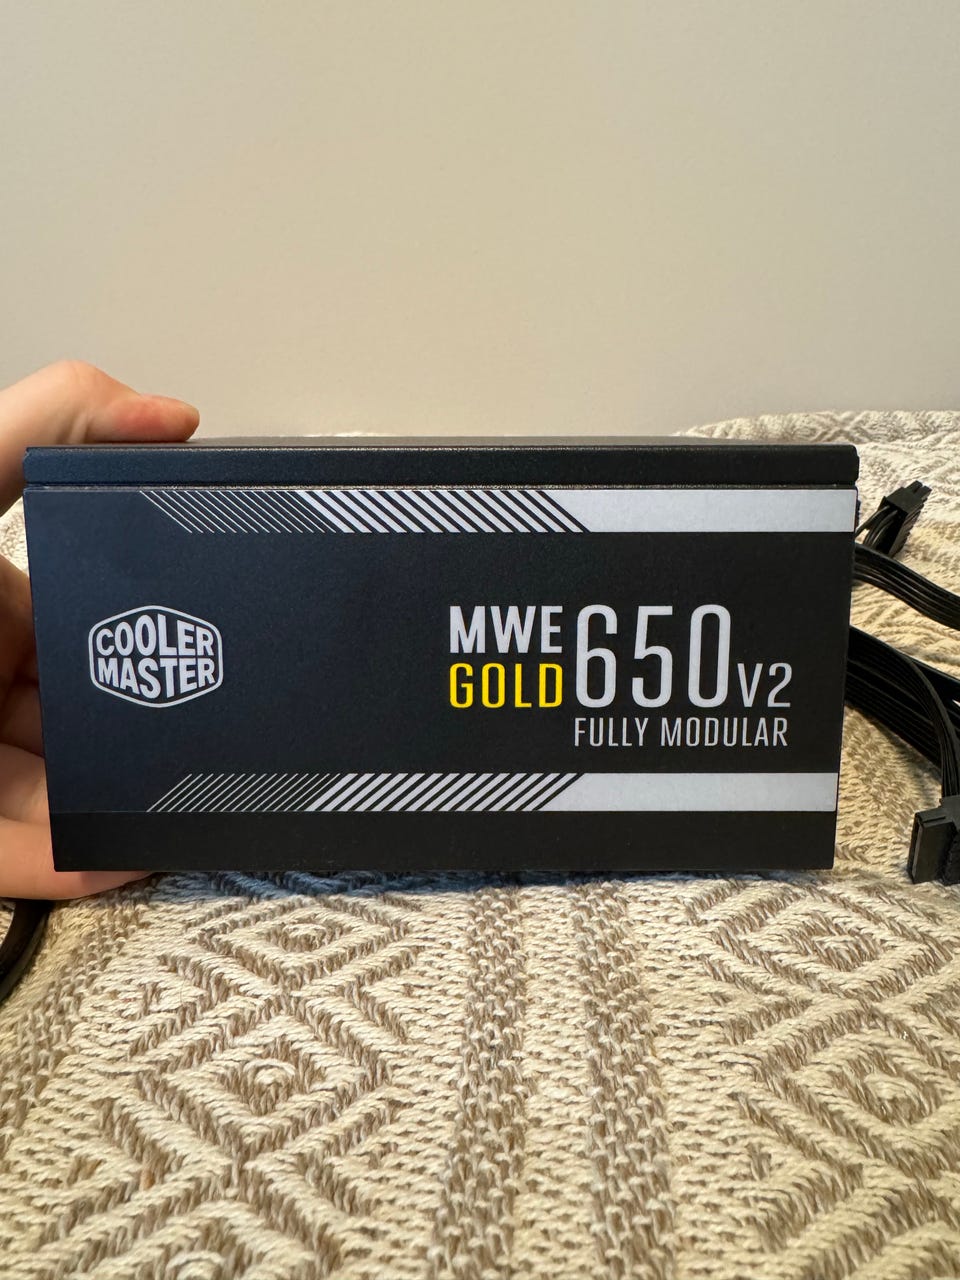 COOLER
MASTER
MWE
GOLD
650 V2
FULLY MODULAR